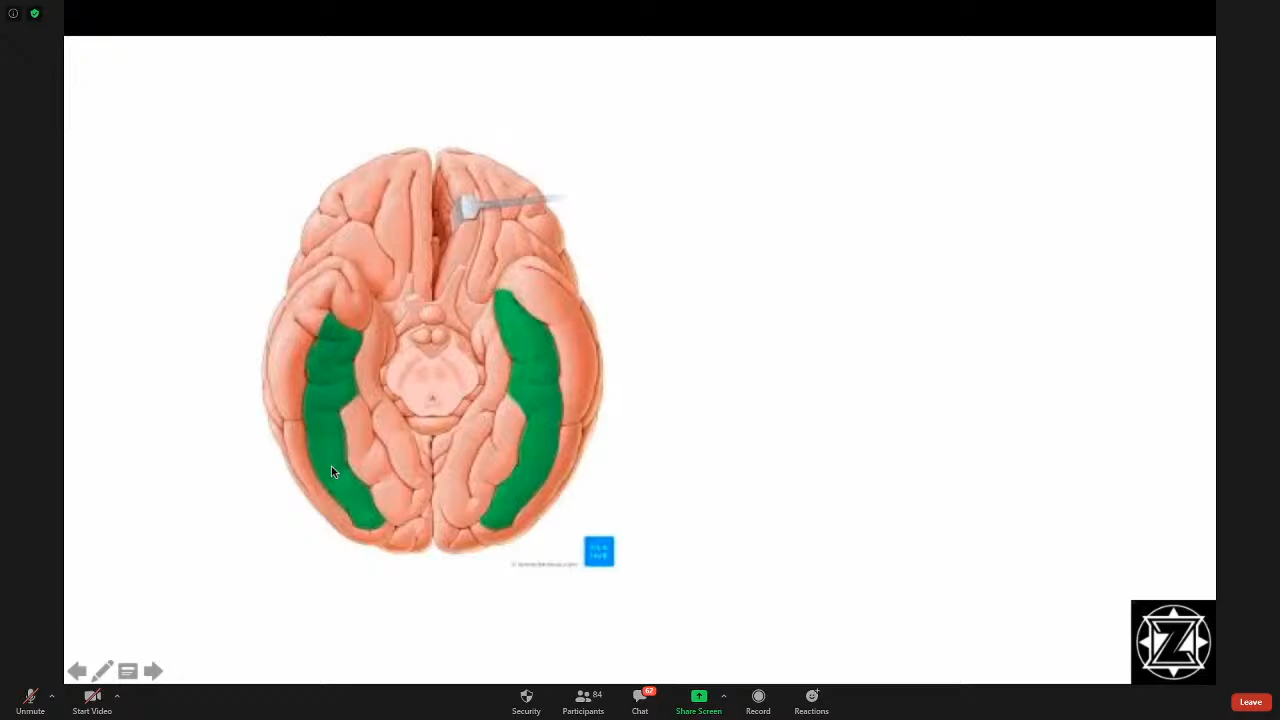 Unmute
Start Video
Security
Participants
84
Chat
62
Share Screen
Record
Reactions
Leave
Z